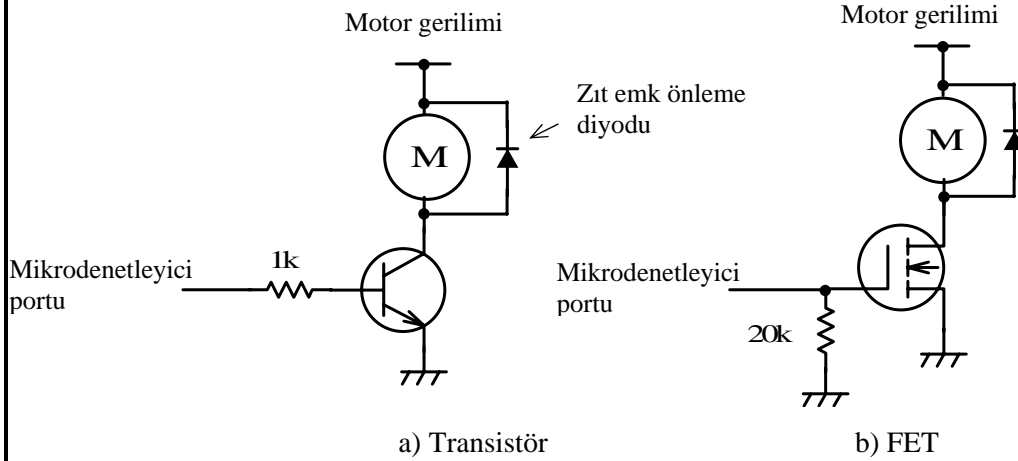 Motor gerilimi
Zıt emk önleme
diyodu
M
1k
Mikrodenetleyici
portu
a) Transistör
Motor gerilimi
M
Mikrodenetleyici
portu
20k
b) FET